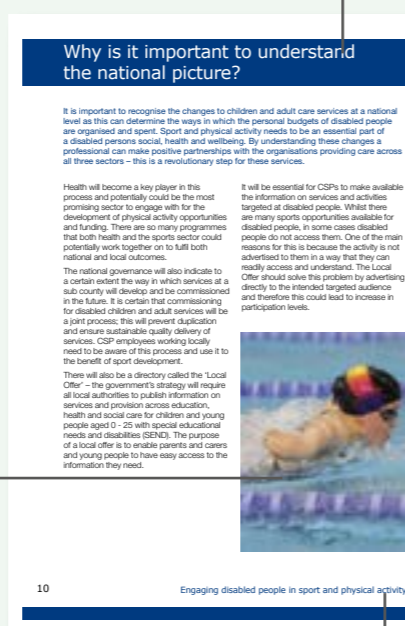 Why is it important to understand
the national picture?
It is important to recognise the changes to children and adult care services at a national
level as this can determine the ways in which the personal budgets of disabled people
are organised and spent. Sport and physical activity needs to be an essential part of
a disabled persons social, health and wellbeing. By understanding these changes a
professional can make positive partnerships with the organisations providing care across
all three sectors – this is a revolutionary step for these services.
Health will become a key player in this
process and potentially could be the most
promising sector to engage with for the
development of physical activity opportunities
and funding. There are so many programmes
that both health and the sports sector could
potentially work together on to fulfil both
national and local outcomes.
The national governance will also indicate to
a certain extent the way in which services at a
sub county will develop and be commissioned
in the future. It is certain that commissioning
for disabled children and adult services will be
a joint process; this will prevent duplication
and ensure sustainable quality delivery of
services. CSP employees working locally
need to be aware of this process and use it to
the benefit of sport development.
There will also be a directory called the ‘Local
Offer’ – the government’s strategy will require
all local authorities to publish information on
services and provision across education,
health and social care for children and young
people aged 0 - 25 with special educational
needs and disabilities (SEND). The purpose
of a local offer is to enable parents and carers
and young people to have easy access to the
information they need.
It will be essential for CSPs to make available
the information on services and activities
targeted at disabled people. Whilst there
are many sports opportunities available for
disabled people, in some cases disabled
people do not access them. One of the main
reasons for this is because the activity is not
advertised to them in a way that they can
readily access and understand. The Local
Offer should solve this problem by advertising
directly to the intended targeted audience
and therefore this could lead to increase in
participation levels.
10
Engaging disabled people in sport and physical activity